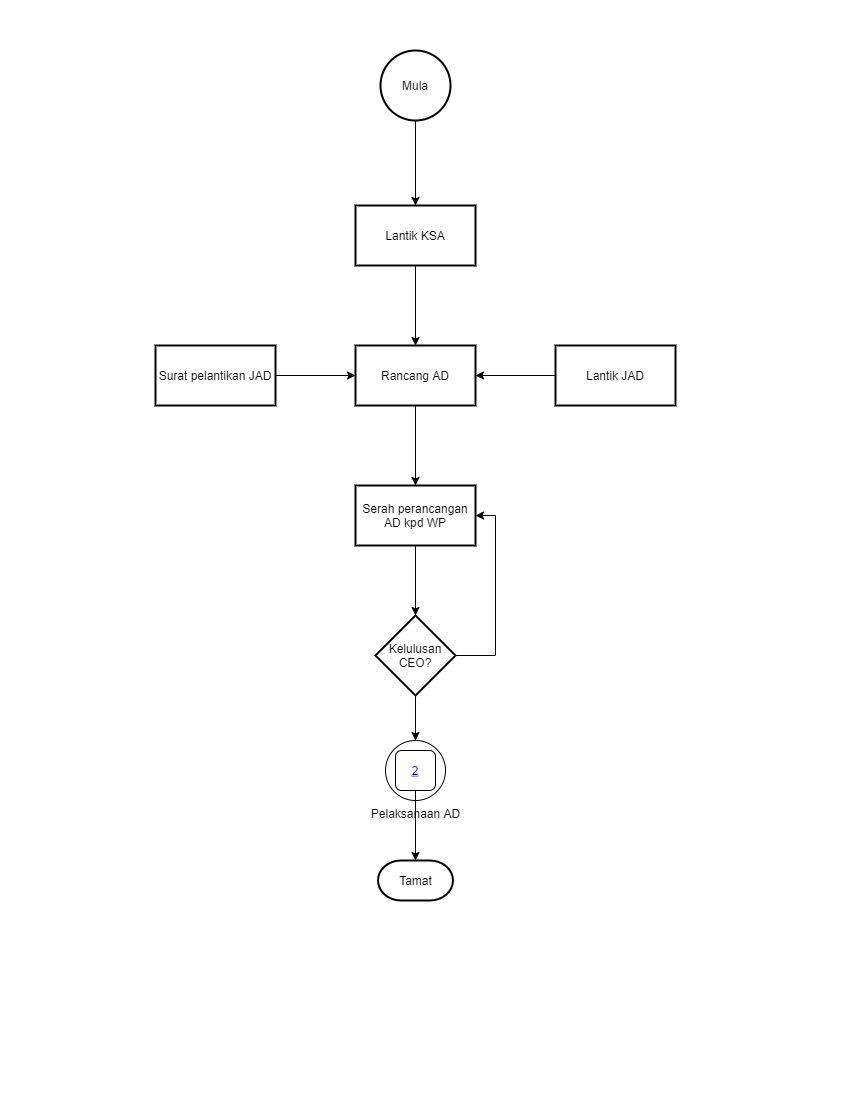 Mula
Lantik KSA
Surat pelantikan JAD
Rancang AD
Lantik JAD
Serah perancangan
AD kpd WP
Kelulusan
CEO?
2
Pelaksanaan AD
Tamat